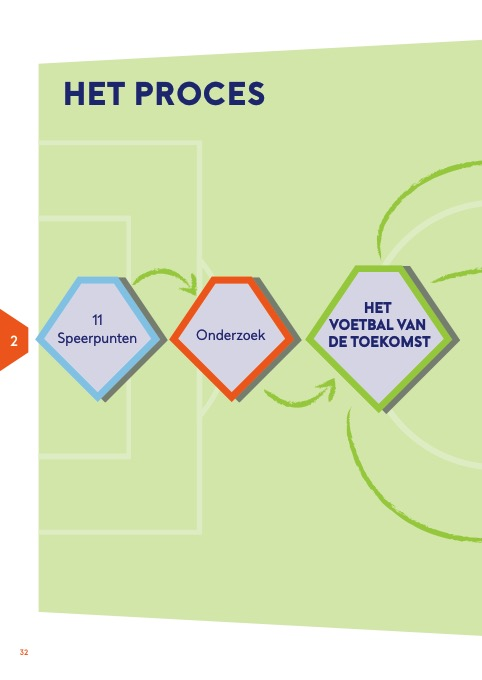 HET PROCES
11
Speerpunten
Onderzoek
HET
VOETBAL VAN
DE TOEKOMST
2
32